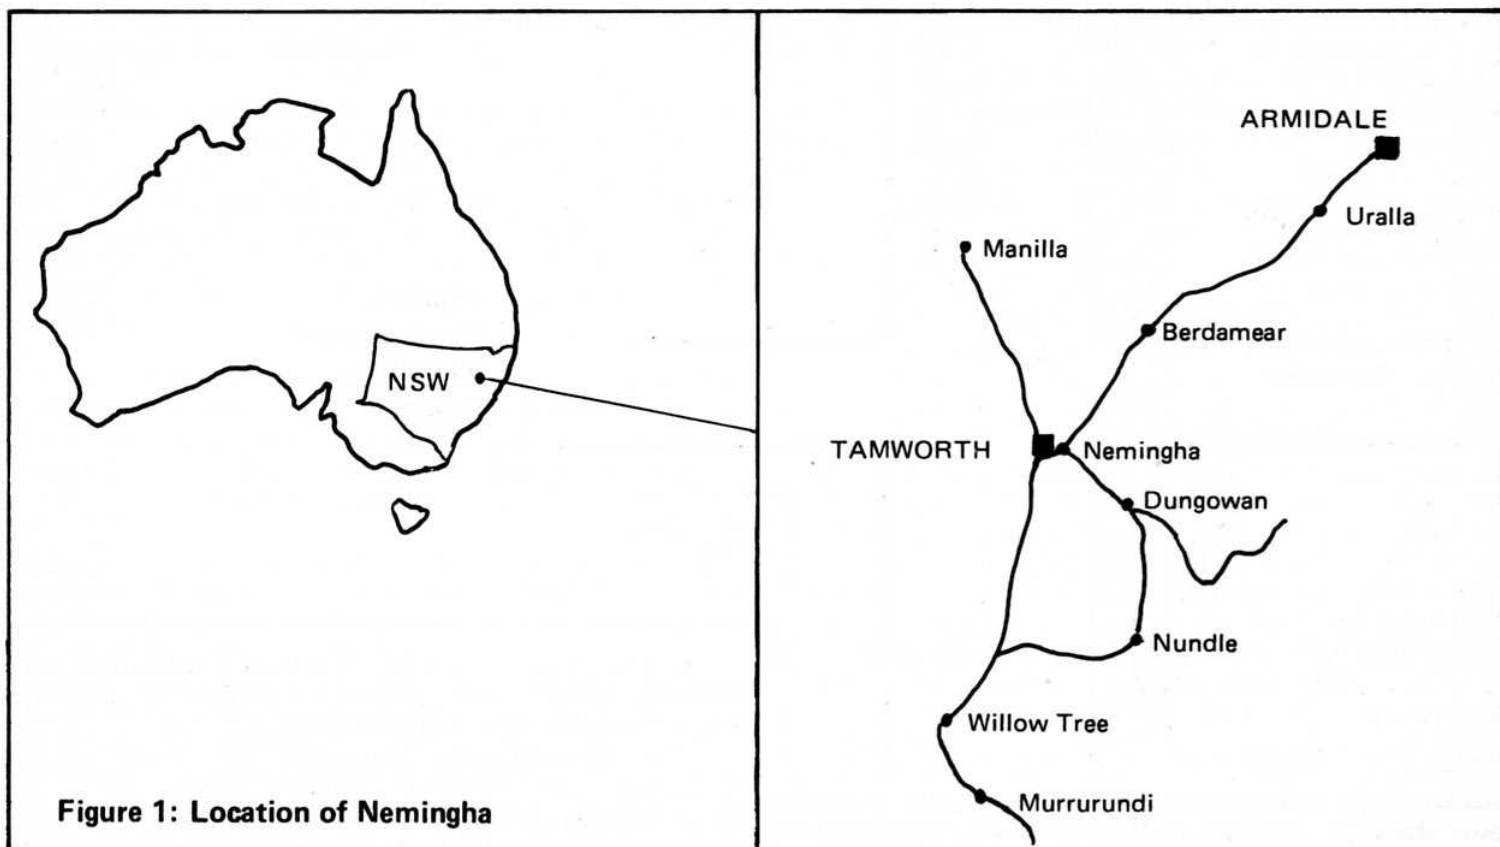 NSW
Figure 1: Location of Nemingha
ARMIDALE
Uralla
Manilla
Berdamear
TAMWORTH
Nemingha
Dungowan
Nundle
Willow Tree
Murrurundi